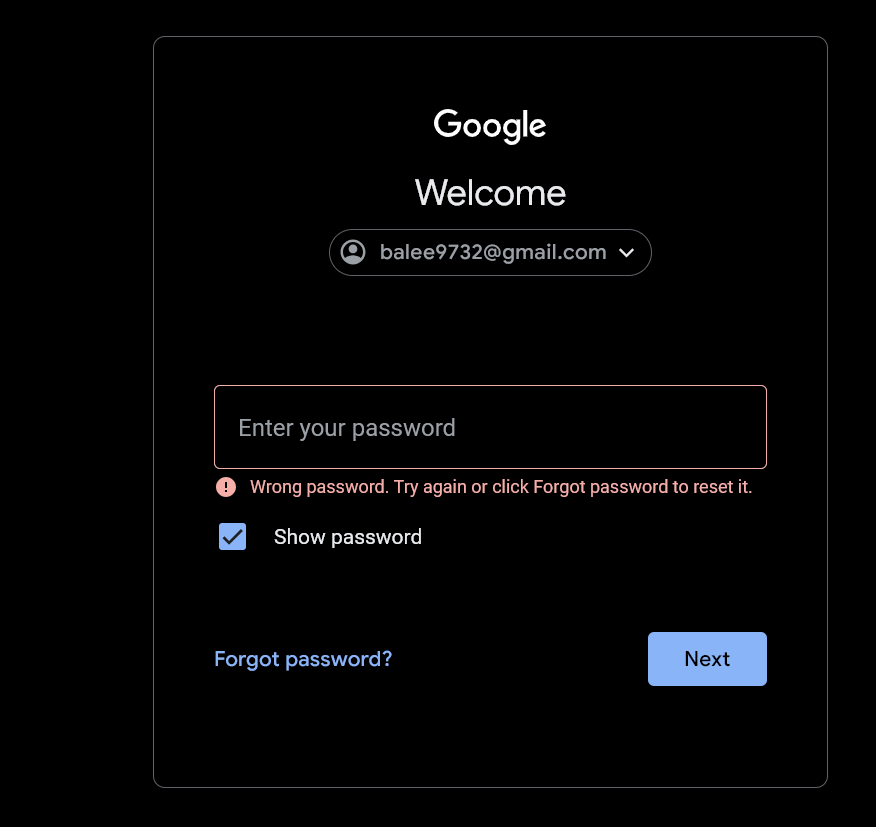 Google
Welcome
balee9732@gmail.com
Enter your password
Wrong password. Try again or click Forgot password to reset it.
Show password
Forgot password?
Next